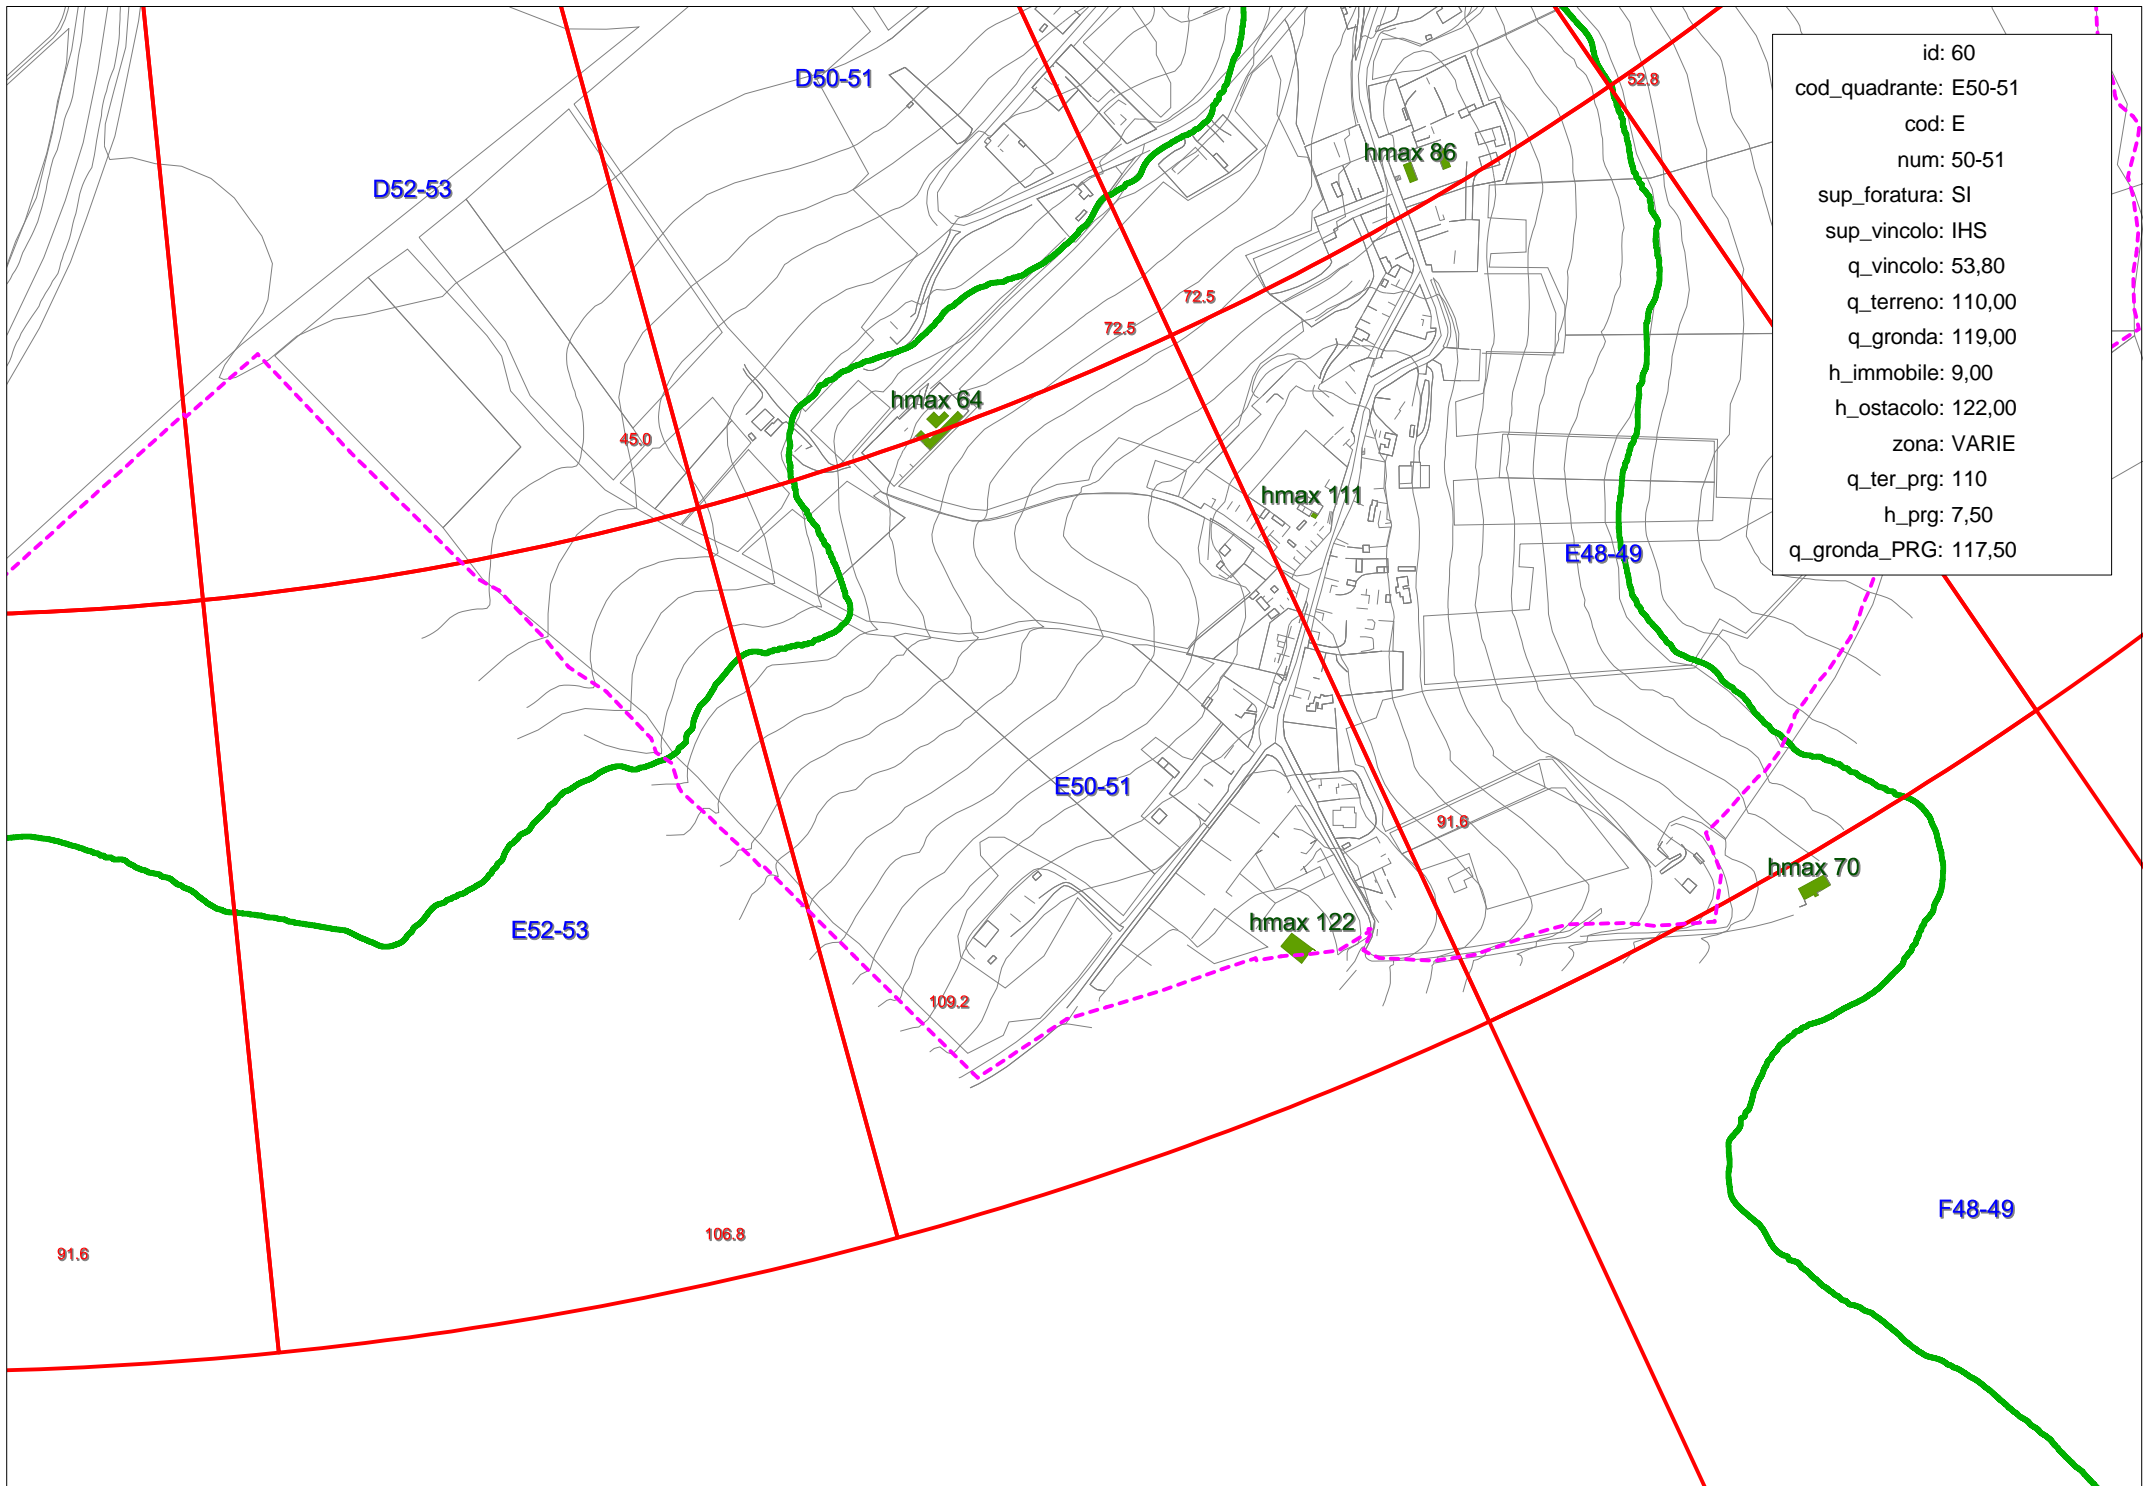 D50-51
52.8
hmax 86
D52-53
72.5
72.5
hmax 64
45.0
hmax 111
E48-49
E50-51
91.6
hmax 70
hmax 122
E52-53
109.2
F48-49
106.8
91.6
id: 60
cod_quadrante: E50-51
cod: E
num: 50-51
sup_foratura: SI
sup_vincolo: IHS
q_vincolo: 53,80
q_terreno: 110,00
q_gronda: 119,00
h_immobile: 9,00
h_ostacolo: 122,00
zona: VARIE
q_ter_prg: 110
h_prg: 7,50
q_gronda_PRG: 117,50